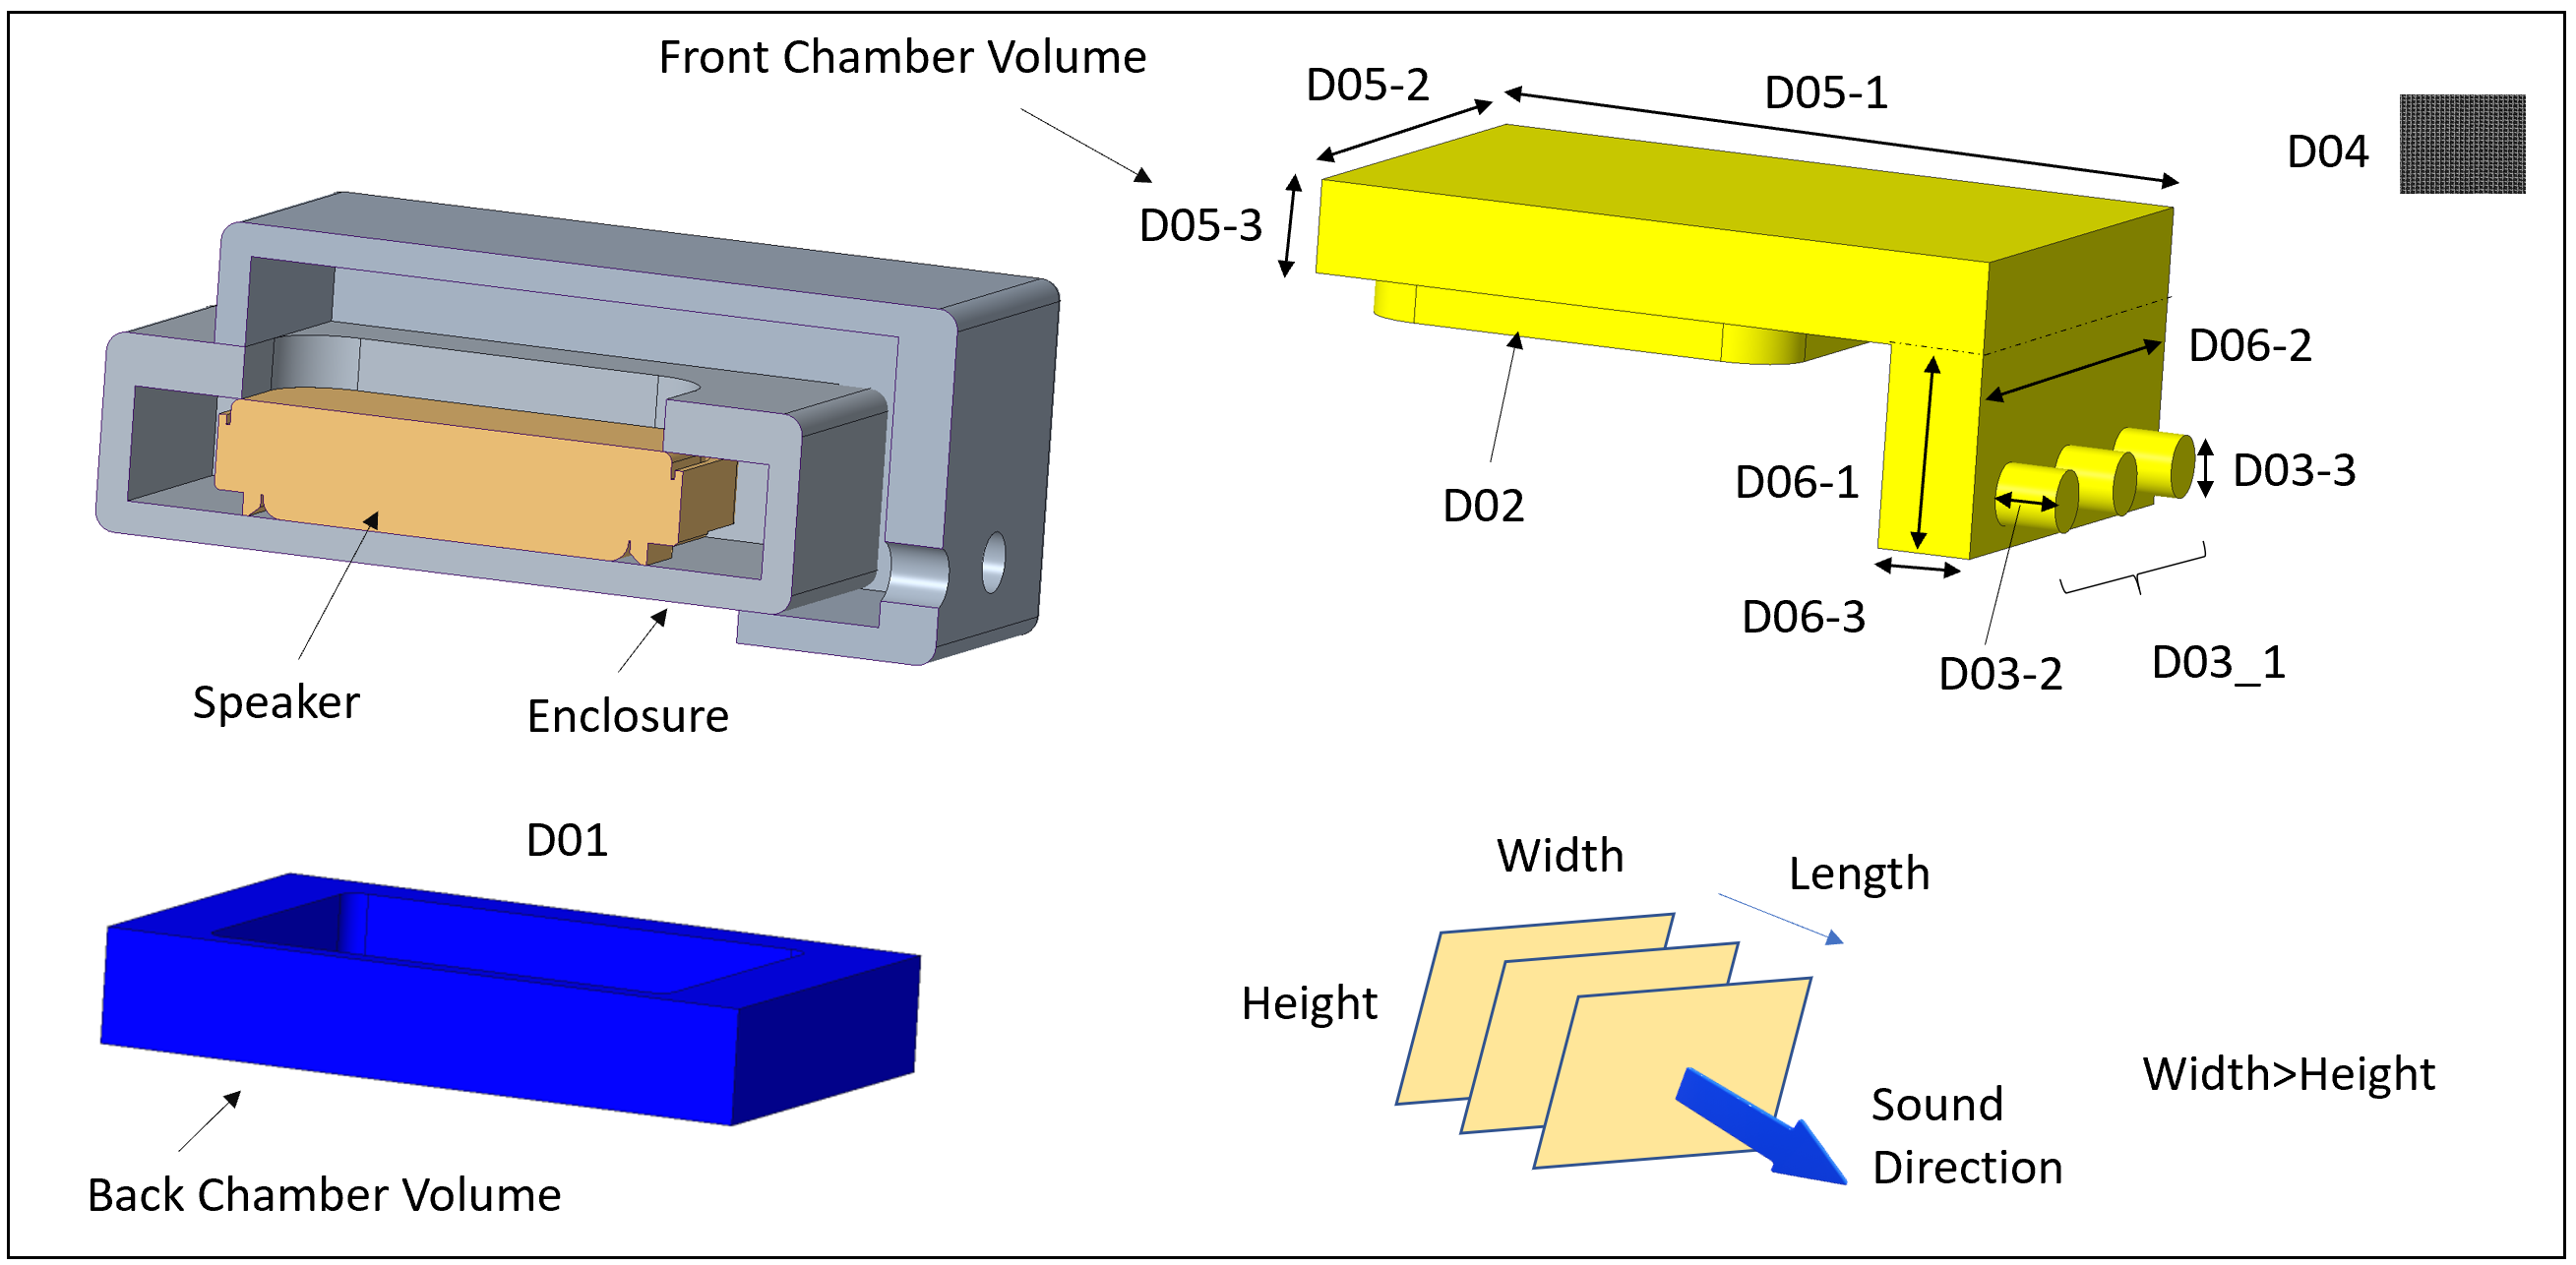 Front Chamber Volume
D05-2
D05-1
D04
D05-3
D06-2
D02
D06-1
D03-3
D06-3
D03-2
D03_1
Speaker
Enclosure
D01
Width
Length
Height
Width>Height
Sound
Direction
Back Chamber Volume